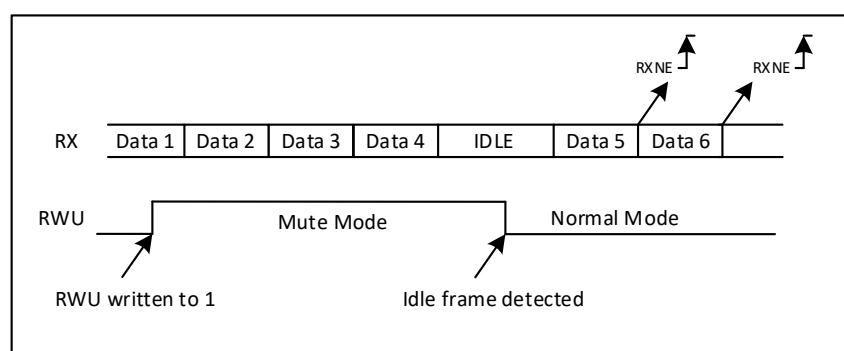 RXNE RXNE
RX Data 1 Data 2 Data 3 Data 4 IDLE Data 5 Data 6
RWU Mute Mode Normal Mode
RWU written to 1 Idle frame detected